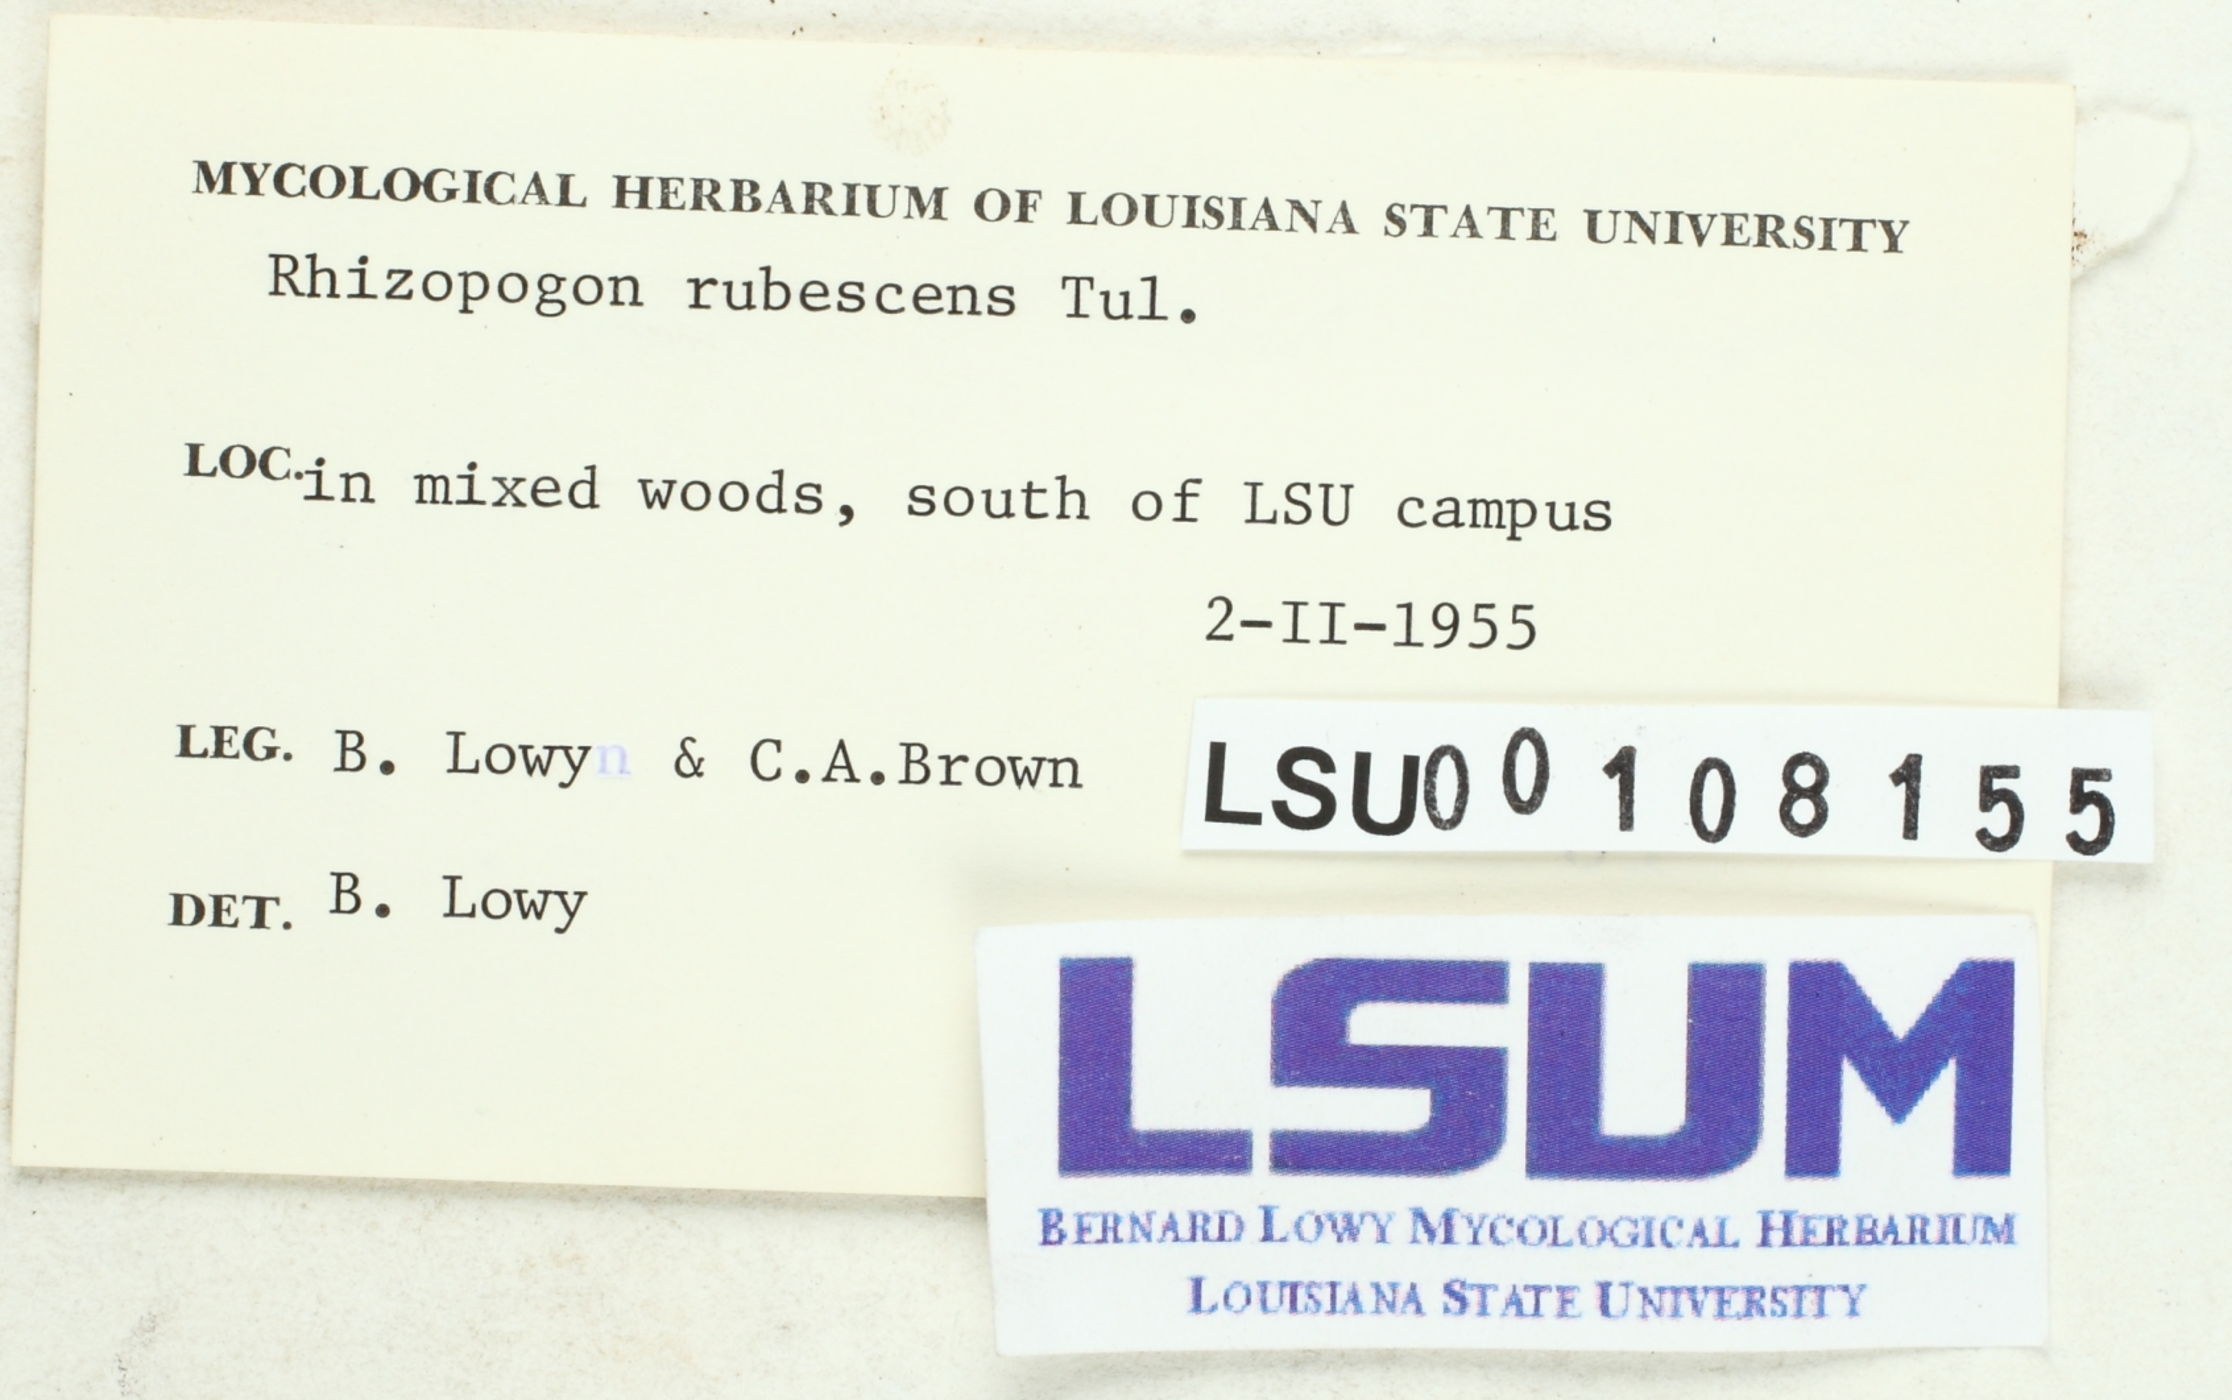 MYCOLOGICAL HERBARIUM OF LOUISIANA STATE UNIVERSITY
Rhizopogon rubescens Tul.
LOC. in mixed woods, south of LSU campus
2-II-1955
LEG. B. Lowy & C.A.Brown
LSU00108155
DET. B. Lowy
LSUM
BERNARD LOWY MYCOLOGICAL HERBARIUM
LOUISIANA STATE UNIVERSITY